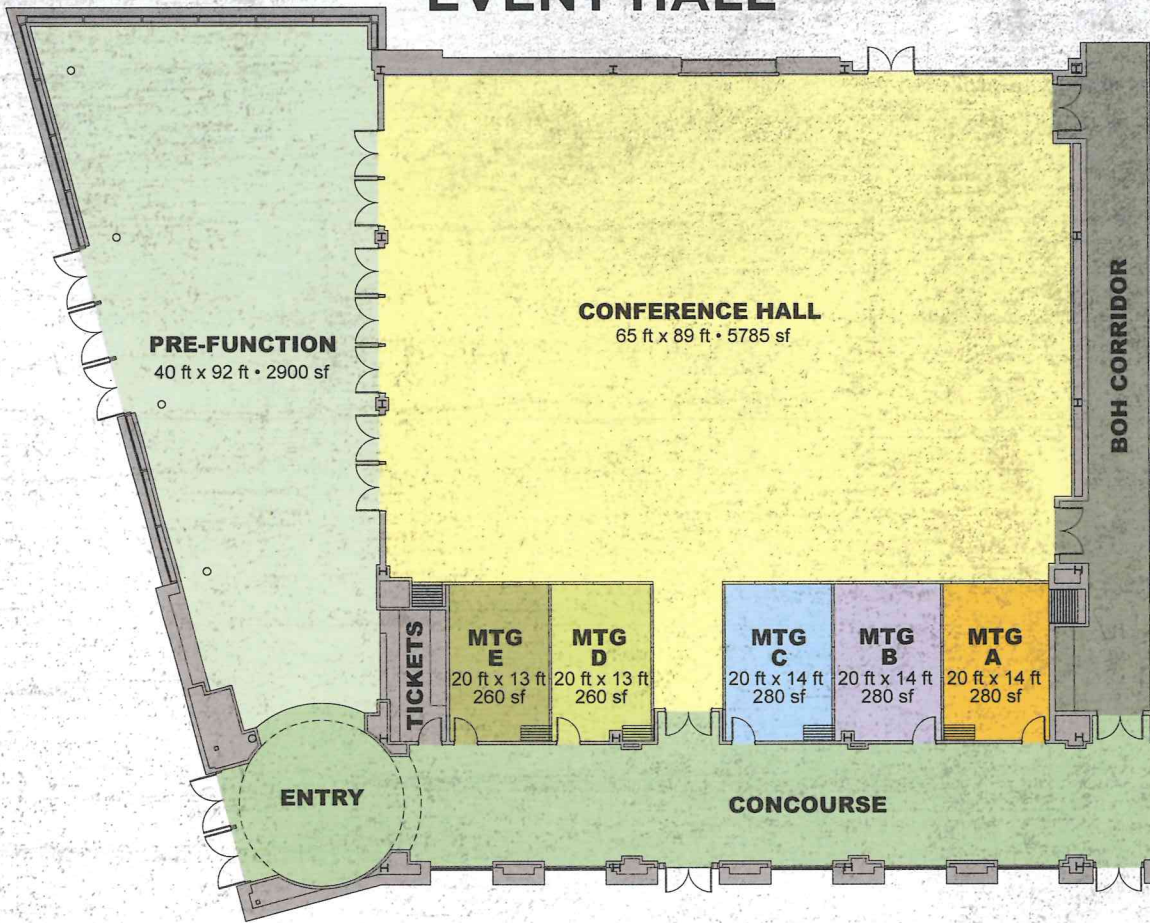 EVENT HALL
PRE-FUNCTION
40 ft x 92 ft • 2900 sf
CONFERENCE HALL
65 ft x 89 ft • 5785 sf
BOH CORRIDOR
TICKETS
MTG
E
20 ft x 13 ft
260 sf
MTG
D
20 ft x 13 ft
260 sf
MTG
C
20 ft x 14 ft
280 sf
MTG
B
20 ft x 14 ft
280 sf
MTG
A
20 ft x 14 ft
280 sf
ENTRY
CONCOURSE